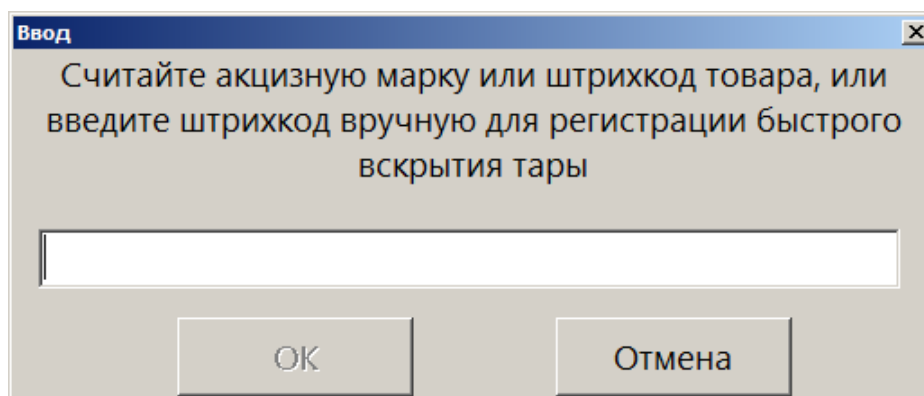 Ввод
Считайте акцизную марку или штрихкод товара, или
введите штрихкод вручную для регистрации быстрого
вскрытия тары
OK
Отмена